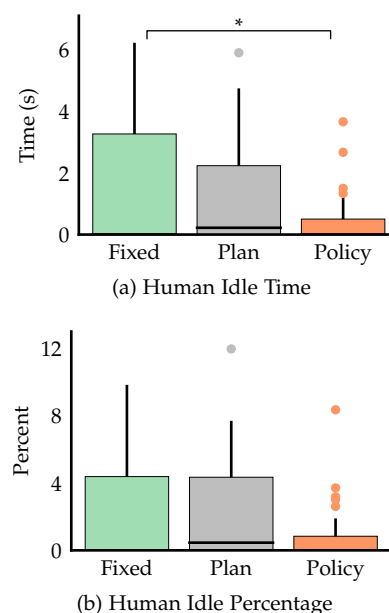 *
6
4
2
0
Time (s)
Fixed Plan Policy
(a) Human Idle Time
12
8
4
0
Percent
Fixed Plan Policy
(b) Human Idle Percentage